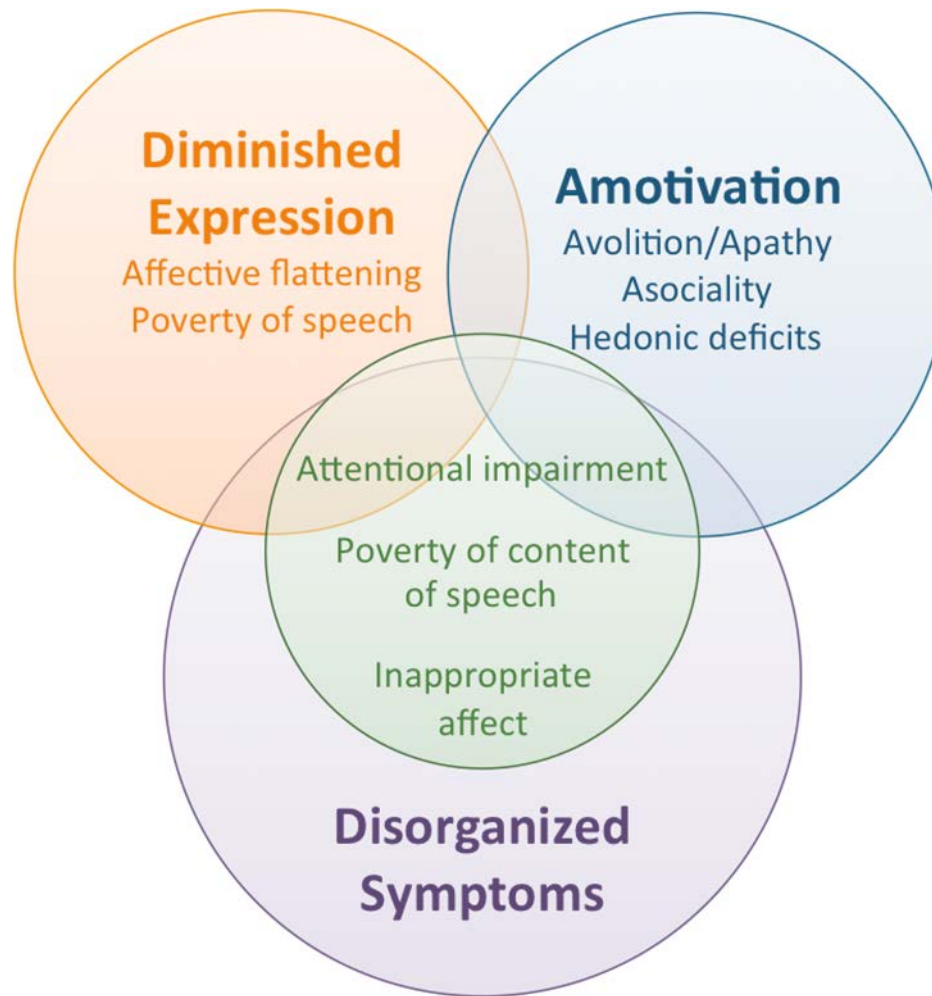 Diminished
Expression
Affective flattening
Poverty of speech
Amotivation
Avolition/Apathy
Asociality
Hedonic deficits
Attentional impairment
Poverty of content
of speech
Inappropriate
affect
Disorganized
Symptoms